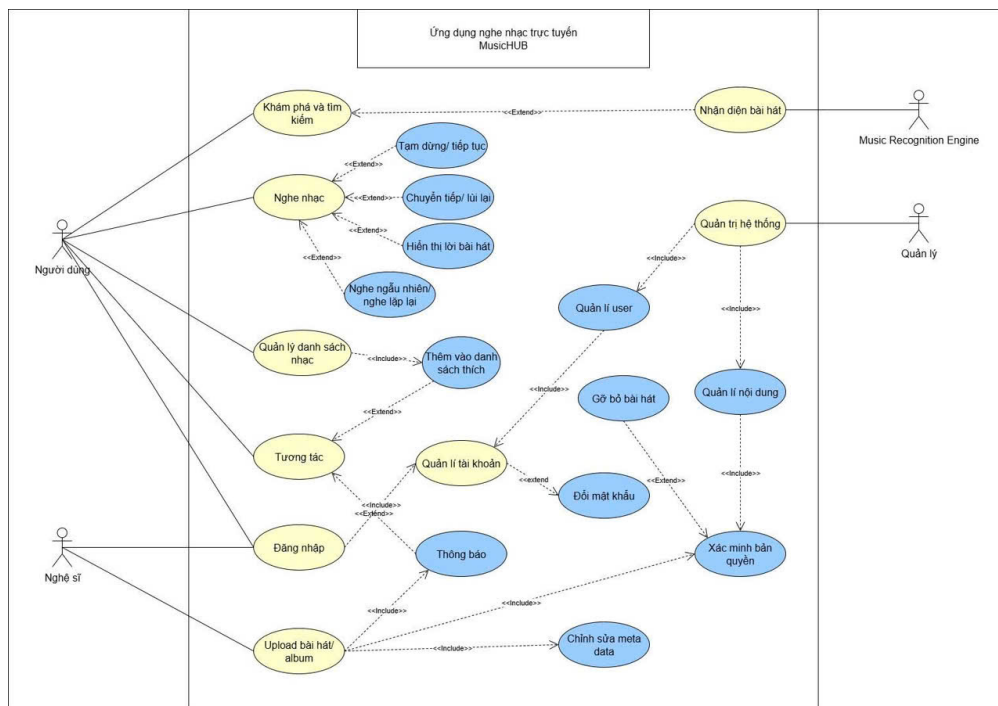 Ứng dụng nghe nhạc trực tuyến
MusicHUB
Khám phá và tìm
kiếm
<<Extend>>
Nhận diện bài hát
Music Recognition Engine
Tạm dừng/ tiếp tục
<<Extend>>
Nghe nhạc
<<Extend>>
Chuyển tiếp/ lùi lại
<<Extend>>
Hiển thị lời bài hát
<<Extend>>
Nghe ngẫu nhiên/
nghe lặp lại
Người dùng
Quản trị hệ thống
Quản lý
<<Include>>
Quản lí user
<<Include>>
Quản lý danh sách
nhạc
<<Include>>
Thêm vào danh
sách thích
<<Include>>
Gỡ bỏ bài hát
Quản lí nội dung
<<Extend>>
Tương tác
Quản lí tài khoản
<<extend
Đổi mật khẩu
<<Extend>>
<<Include>>
<<Include>>
<<Extend>>
Đăng nhập
Thông báo
Xác minh bản
quyền
Nghệ sĩ
<<Include>>
<<Include>>
Upload bài hát/
album
<<Include>>
Chỉnh sửa meta
data